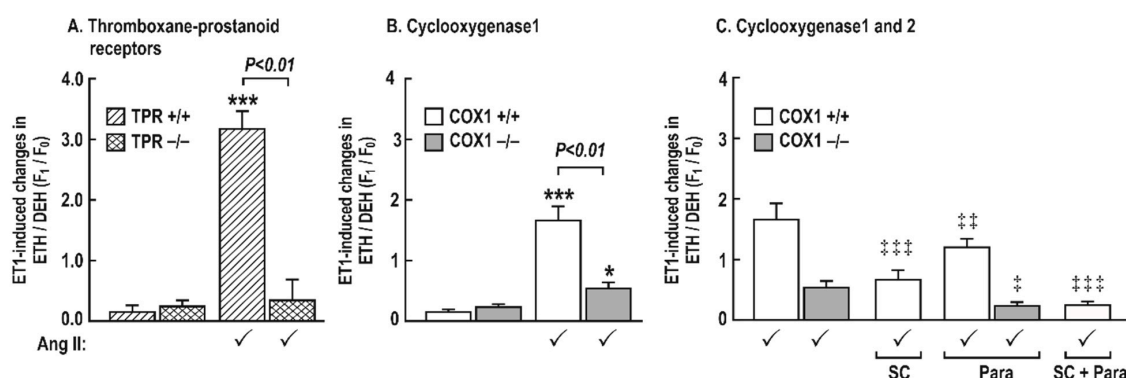 A. Thromboxane-prostanoid
receptors
ET1-induced changes in
ETH / DEH (F1 / F0)
4.0
3.0
2.0
1.0
0.0
TPR +/+
TPR –/–
P<0.01
***
Ang II:
✓ ✓
B. Cyclooxygenase1
ET1-induced changes in
ETH / DEH (F1 / F0)
4
3
2
1
0
COX1 +/+
COX1 –/–
P<0.01
***
*
✓ ✓
C. Cyclooxygenase1 and 2
ET1-induced changes in
ETH / DEH (F1 / F0)
4
3
2
1
0
COX1 +/+
COX1 –/–
‡‡‡
‡‡
‡
‡‡‡
✓ ✓ ✓ ✓ ✓ ✓
SC Para SC + Para